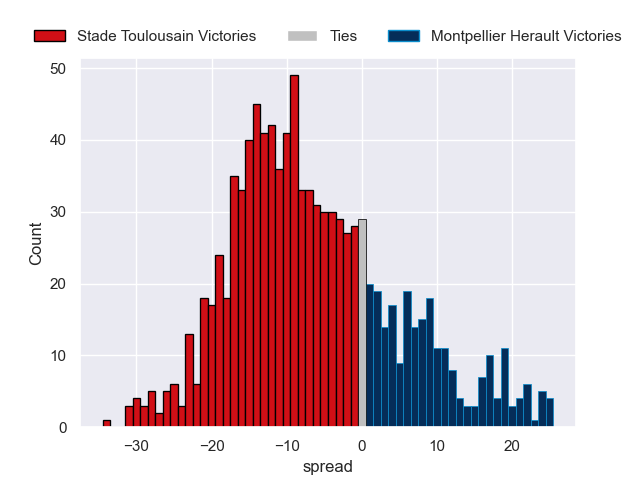 Stade Toulousain Victories Ties Montpellier Herault Victories
50
40
30
20
10
0
Count
−30 −20 −10 0 10 20
spread